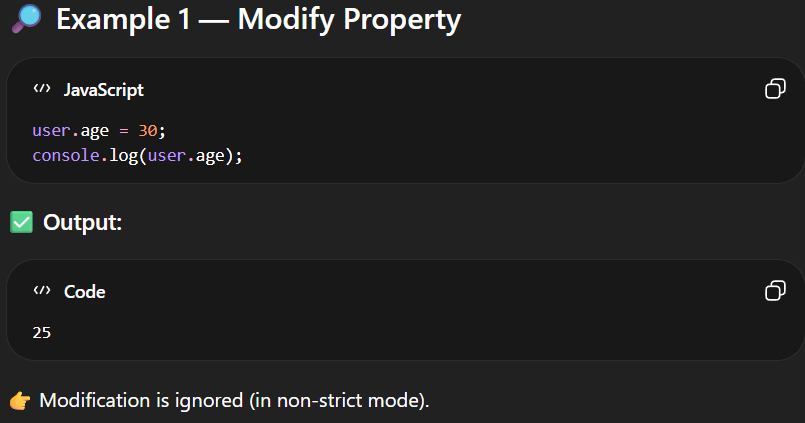 🔎 Example 1 — Modify Property
</> JavaScript
user.age = 30;
console.log(user.age);
✅ Output:
</> Code
25
👉 Modification is ignored (in non-strict mode).